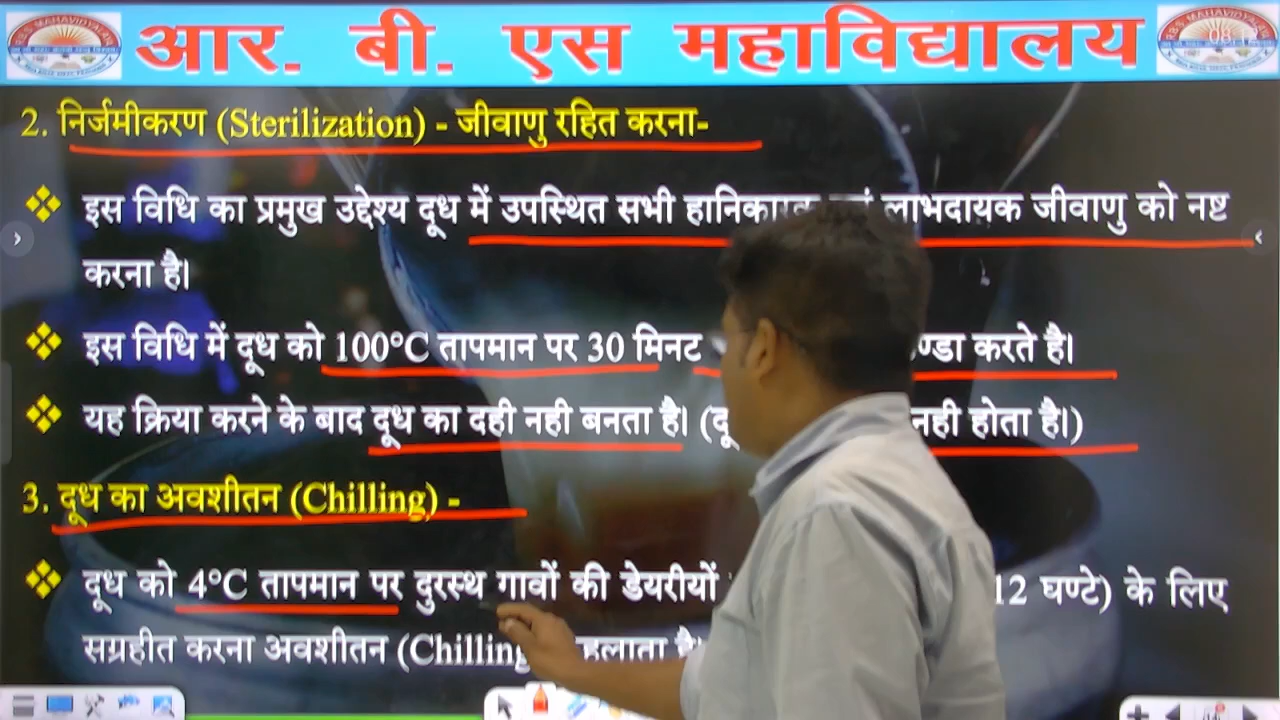 आर. बी. एस महाविद्यालय
2. निर्जमीकरण (Sterilization) - जीवाणु रहित करना-
इस विधि का प्रमुख उद्देश्य दूध में उपस्थित सभी हानिकारक लाभदायक जीवाणु को नष्ट
करना है।
इस विधि में दूध को 100°C तापमान पर 30 मिनट करते है।
यह क्रिया करने के बाद दूध का दही नही बनता है। नही होता है।)
3. दूध का अवशीतन (Chilling) -
दूध को 4°C तापमान पर दुरस्थ गावों की डेयरीयों 12 घण्टे) के लिए
सग्रहीत करना अवशीतन (Chilling है।